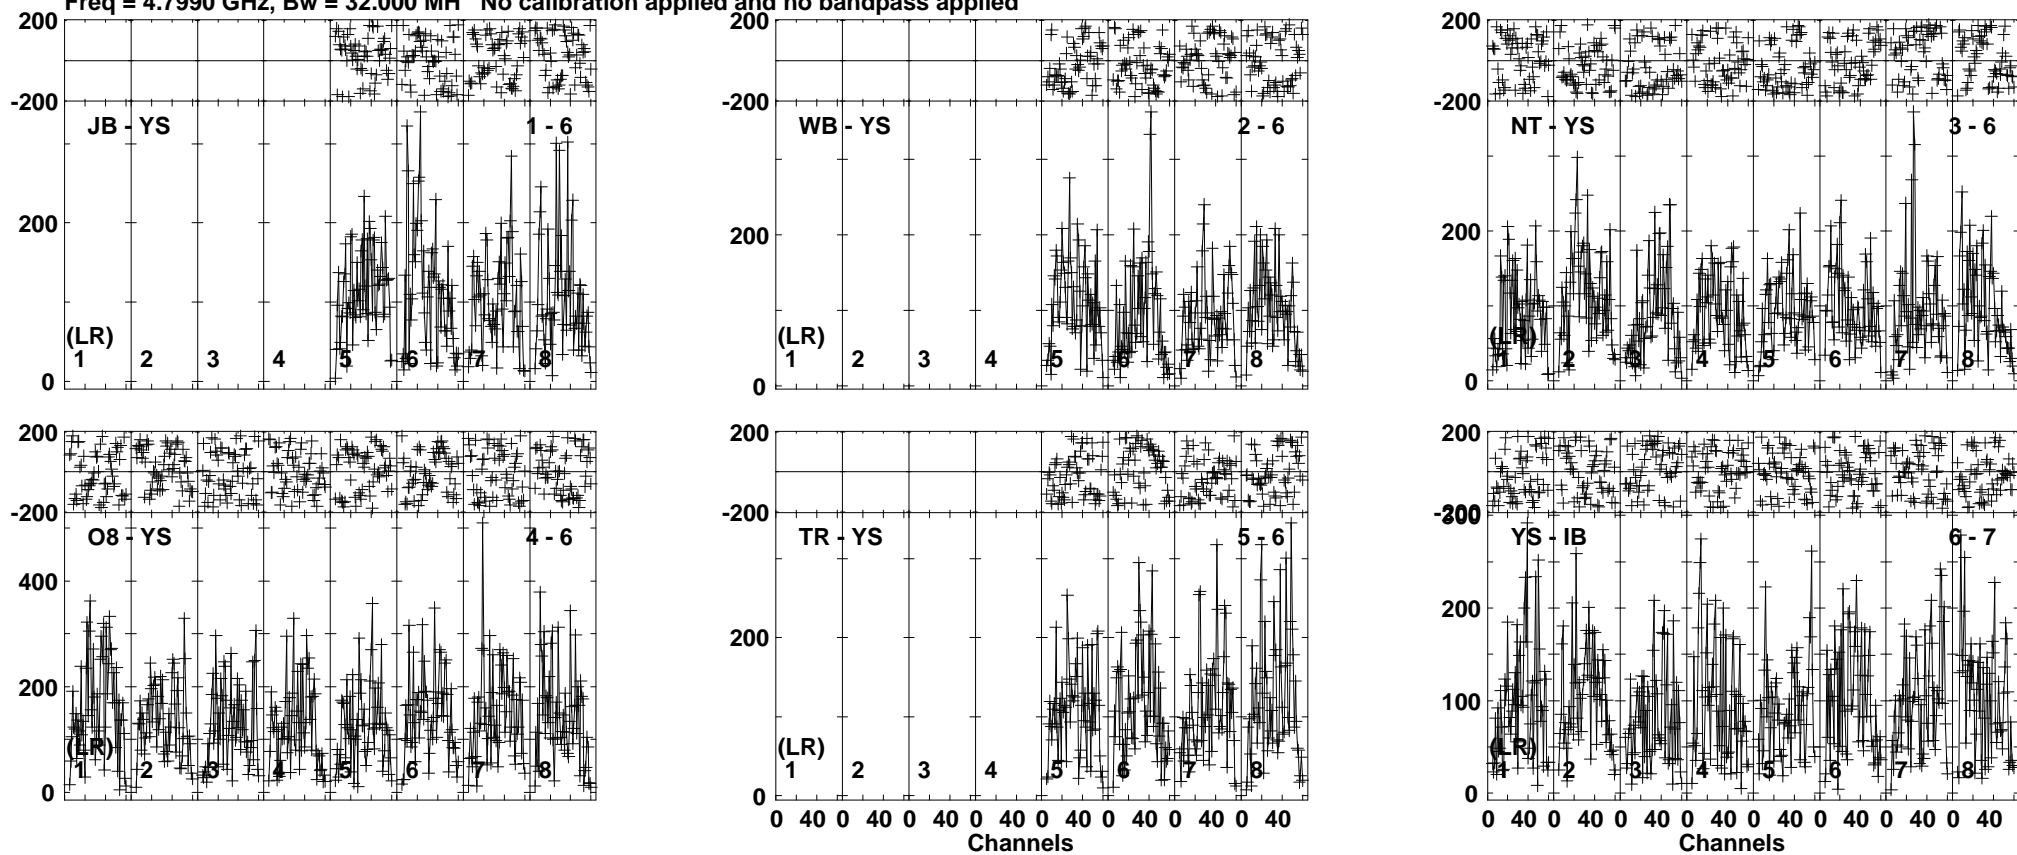 Freq = 4.7990 GHz, Bw = 32.000 MH No calibration applied and no bandpass applied
200
-200
JB - YS
1 - 6
200
(LR)
1 2 3 4 5 6 7 8
0
200
-200
WB - YS
2 - 6
200
(LR)
1 2 3 4 5 6 7 8
0
200
-200
NT - YS
3 - 6
200
(LR)
1 2 3 4 5 6 7 8
0
200
-200
O8 - YS
4 - 6
400
200
(LR)
1 2 3 4 5 6 7 8
0
200
-200
TR - YS
5 - 6
200
(LR)
1 2 3 4 5 6 7 8
0
0 40 0 40 0 40 0 40 0 40 0 40 0 40 0 40
Channels
200
-200
300
YS - IB
6 - 7
200
100
(LR)
1 2 3 4 5 6 7 8
0
0 40 0 40 0 40 0 40 0 40 0 40 0 40 0 40
Channels